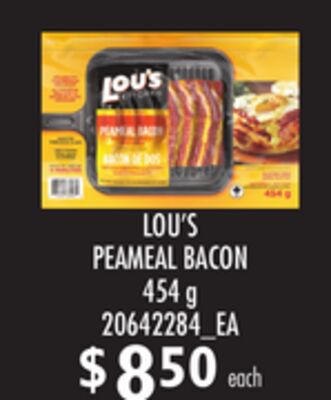 LOU'S
PEAMEAL BACON
BACON DE DOS
454 g
LOU'S
PEAMEAL BACON
454 g
20642284_EA
$8.50 each